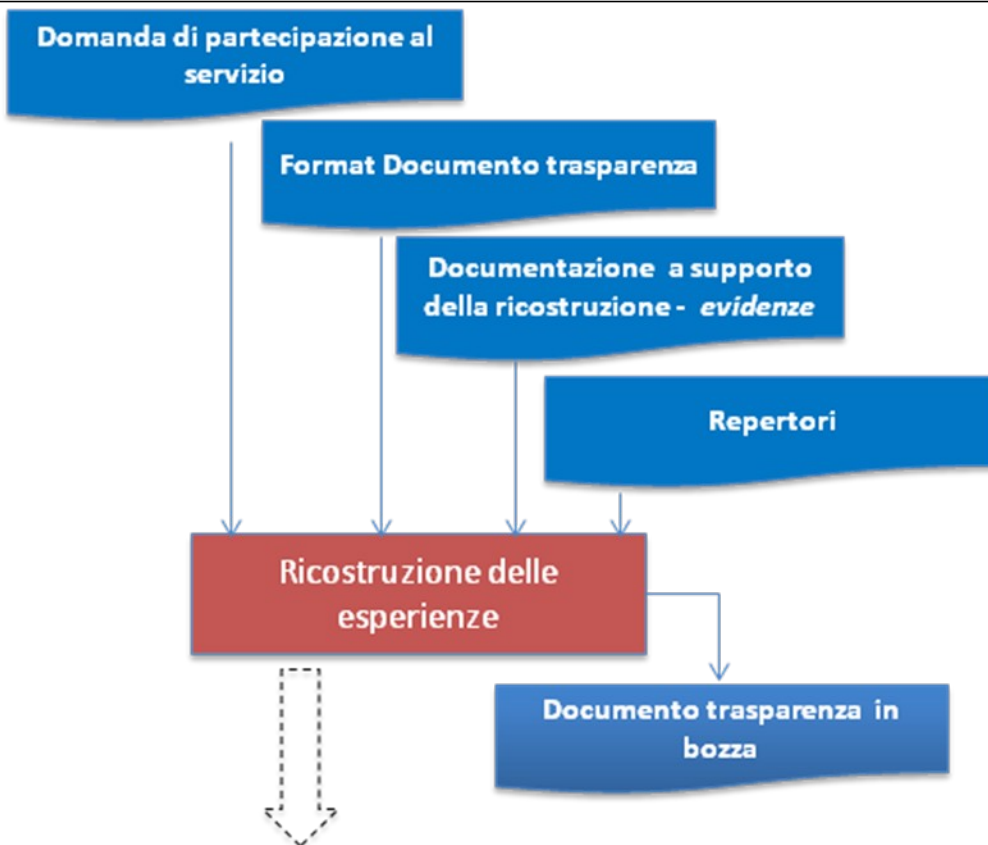 Domanda di partecipazione al
servizio
Format Documento trasparenza
Documentazione a supporto
della ricostruzione - evidenze
Repertori
Ricostruzione delle
esperienze
Documento trasparenza in
bozza